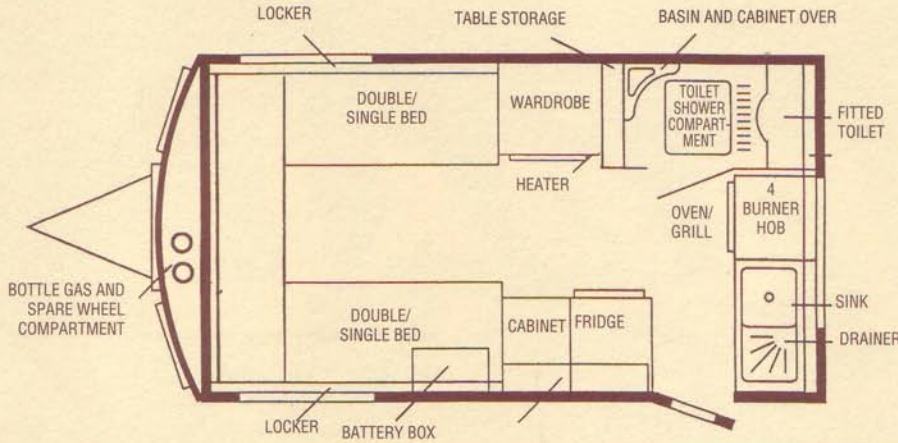 LOCKER
TABLE STORAGE
BASIN AND CABINET OVER
DOUBLE/
SINGLE BED
WARDROBE
TOILET
SHOWER
COMPART-
MENT
FITTED
TOILET
HEATER
OVEN/
GRILL
4
BURNER
HOB
BOTTLE GAS AND
SPARE WHEEL
COMPARTMENT
DOUBLE/
SINGLE BED
CABINET
FRIDGE
SINK
DRAINER
LOCKER
BATTERY BOX